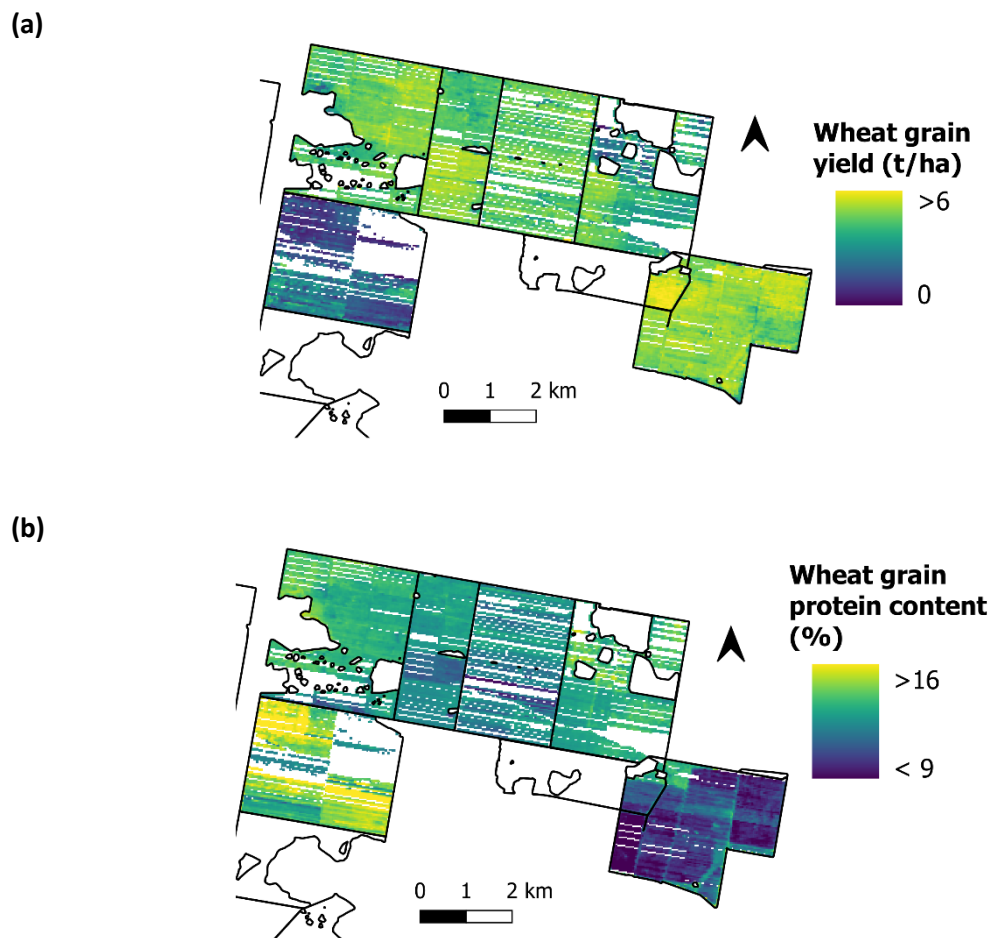 (a)
Wheat grain
yield (t/ha)
>6
0
0 1 2 km
(b)
Wheat grain
protein content
(%)
>16
< 9
0 1 2 km